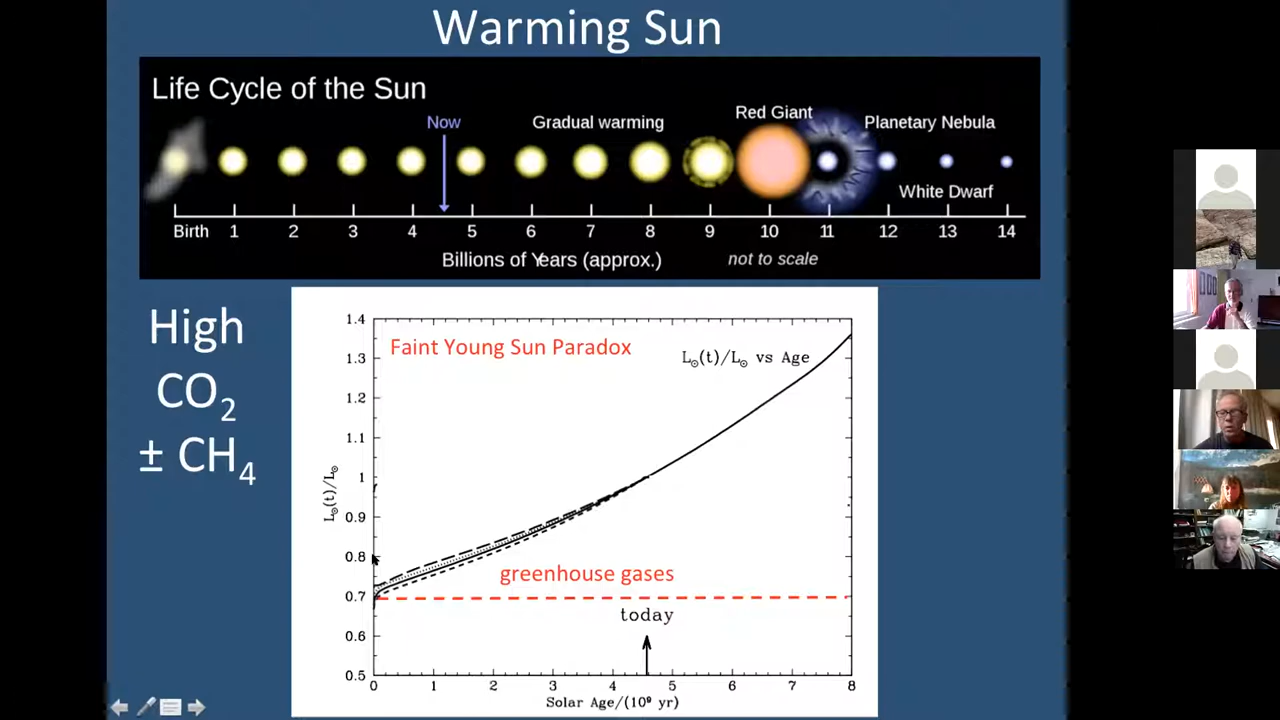 Warming Sun
Life Cycle of the Sun
Now
Gradual warming
Red Giant
Planetary Nebula
White Dwarf
Birth 1 2 3 4 5 6 7 8 9 10 11 12 13 14
Billions of Years (approx.)
not to scale
High
CO₂
± CH₄
Faint Young Sun Paradox
L☉(t)/L☉ vs Age
1.4
1.3
1.2
1.1
1
0.9
0.8
0.7
0.6
0.5
L☉(t)/L☉
greenhouse gases
today
0 1 2 3 4 5 6 7 8
Solar Age/(10⁹ yr)